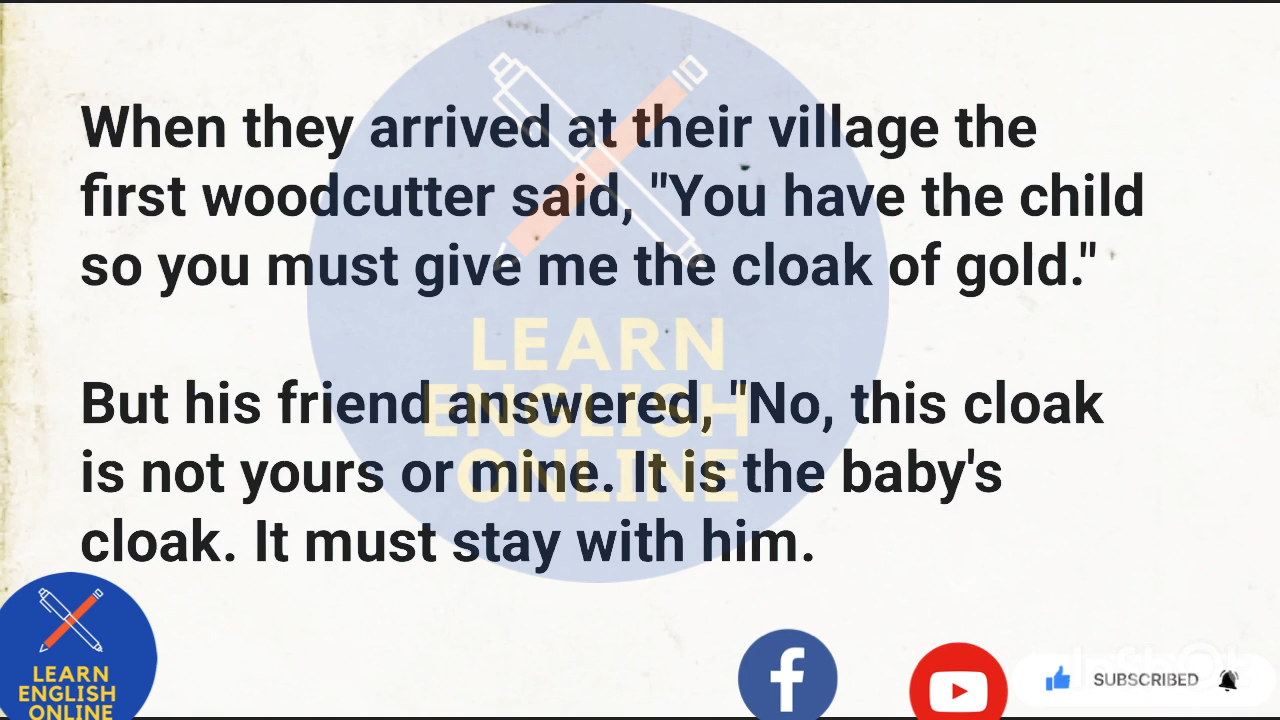 When they arrived at their village the
first woodcutter said, "You have the child
so you must give me the cloak of gold."
But his friend answered, "No, this cloak
is not yours or mine. It is the baby's
cloak. It must stay with him.
LEARN
ENGLISH
ONLINE
LEARN
ENGLISH
ONLINE
SUBSCRIBED